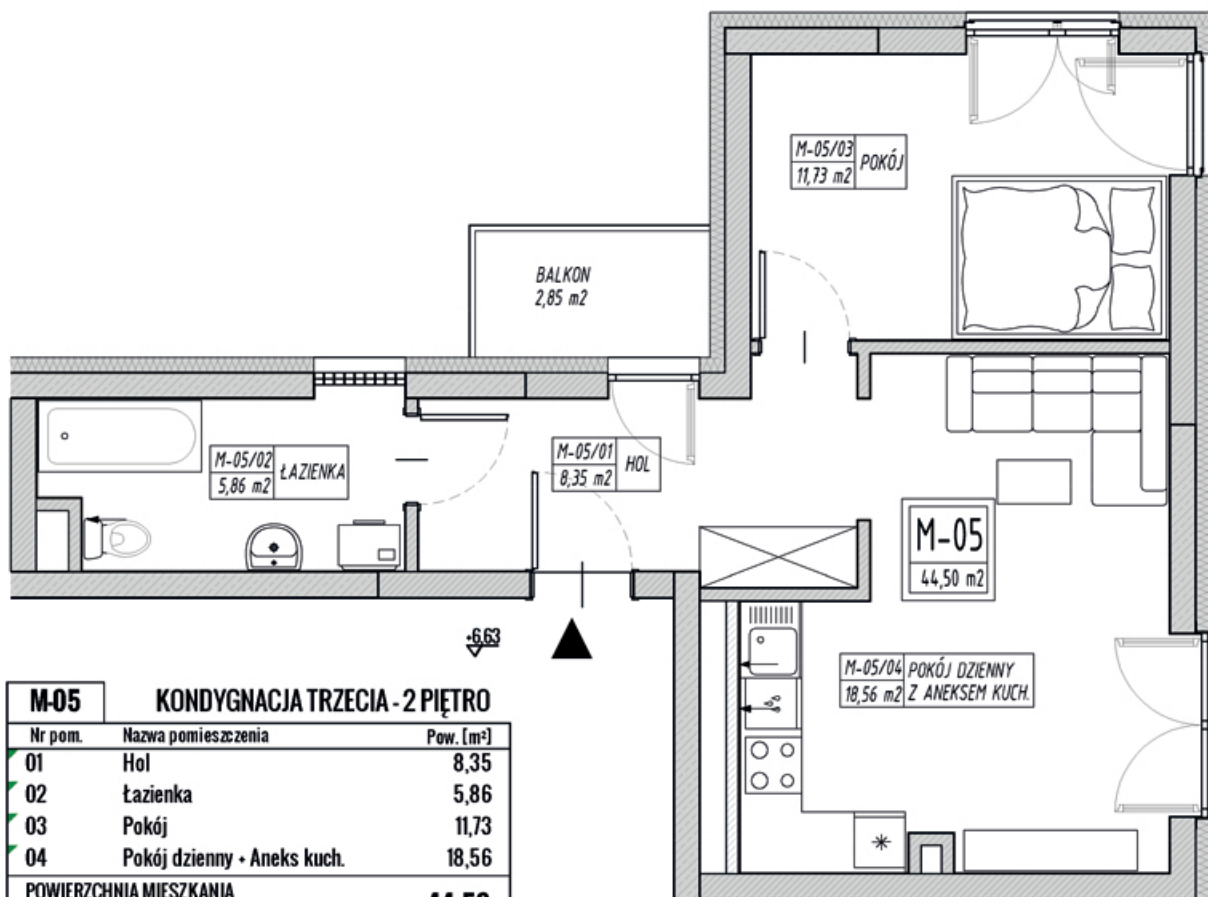 M-05/03
11,73 m2
POKÓJ
BALKON
2,85 m2
M-05/02
5,86 m2
ŁAZIENKA
M-05/01
8,35 m2
HOL
M-05
44,50 m2
+6,63
M-05/04
18,56 m2
POKÓJ DZIENNY
Z ANEKSEM KUCH.
M-05 KONDYGNACJA TRZECIA - 2 PIĘTRO
Nr pom. Nazwa pomieszczenia Pow. [m²]
01 Hol 8,35
02 Łazienka 5,86
03 Pokój 11,73
04 Pokój dzienny + Aneks kuch. 18,56
POWIERZCHNIA MIESZKANIA